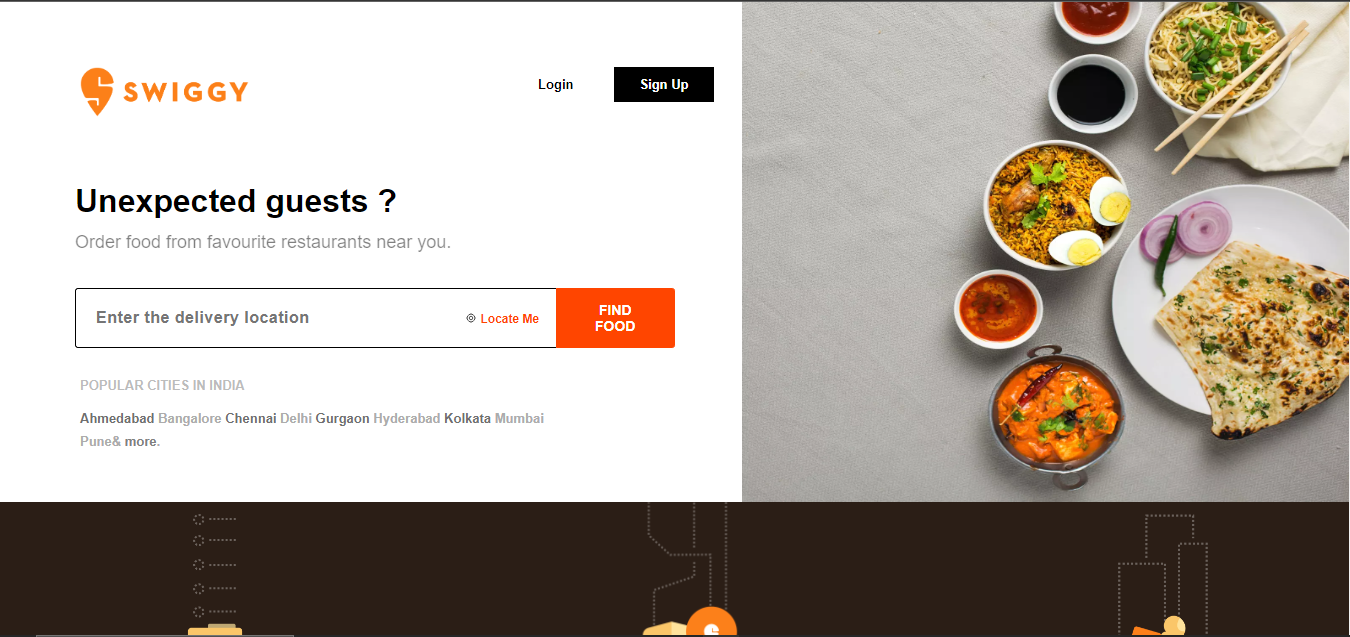 SWIGGY
Login
Sign Up
Unexpected guests ?
Order food from favourite restaurants near you.
Enter the delivery location
Locate Me
FIND
FOOD
POPULAR CITIES IN INDIA
Ahmedabad Bangalore Chennai Delhi Gurgaon Hyderabad Kolkata Mumbai
Pune& more.